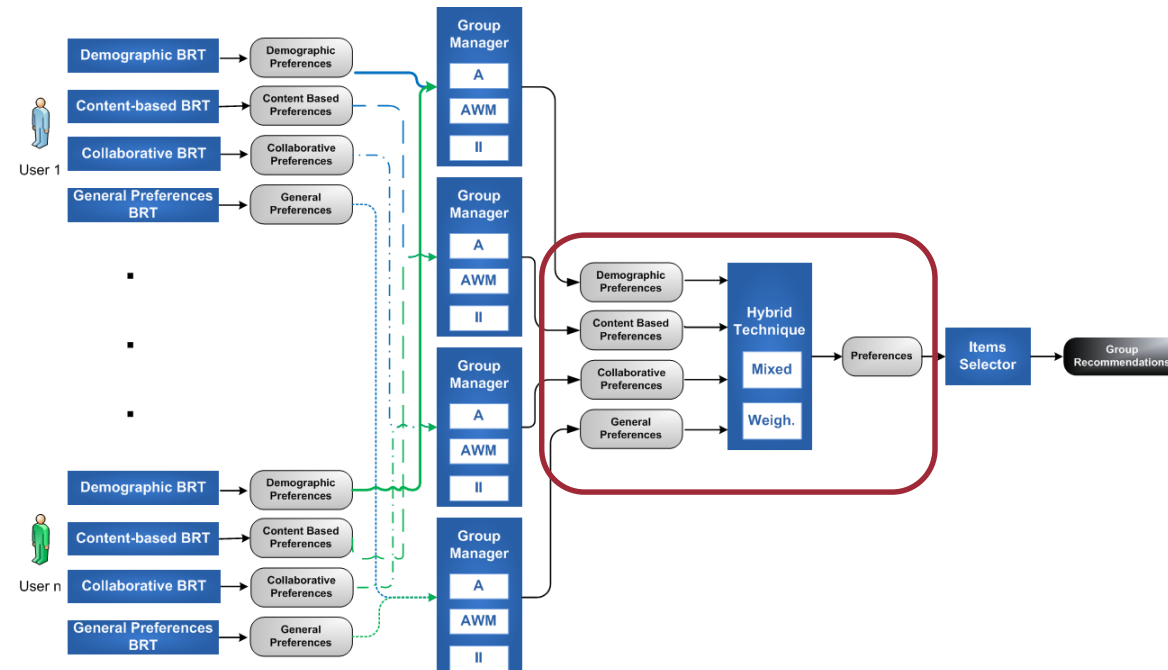 Demographic BRT
Demographic
Preferences
Content-based BRT
Content Based
Preferences
User 1
Collaborative BRT
Collaborative
Preferences
General Preferences
BRT
General
Preferences
Demographic BRT
Demographic
Preferences
Content-based BRT
Content Based
Preferences
User n
Collaborative BRT
Collaborative
Preferences
General Preferences
BRT
General
Preferences
Group
Manager
A
AWM
II
Group
Manager
A
AWM
II
Group
Manager
A
AWM
II
Group
Manager
A
AWM
II
Demographic
Preferences
Content Based
Preferences
Collaborative
Preferences
General
Preferences
Hybrid
Technique
Mixed
Weigh.
Preferences
Items
Selector
Group
Recommendations